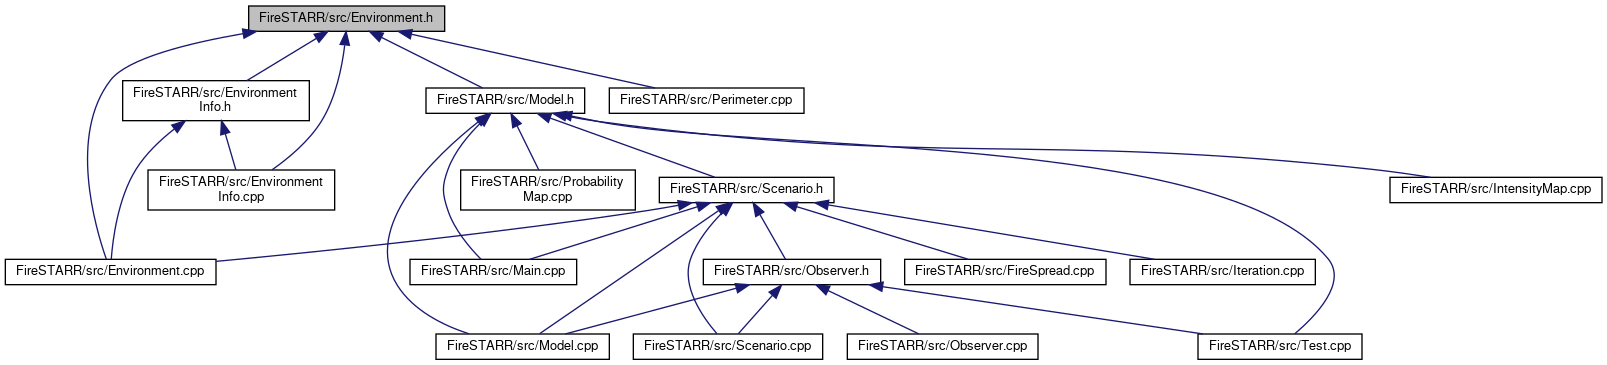 FireSTARR/src/Environment.h
FireSTARR/src/Environment
Info.h
FireSTARR/src/Model.h
FireSTARR/src/Perimeter.cpp
FireSTARR/src/Environment
Info.cpp
FireSTARR/src/Probability
Map.cpp
FireSTARR/src/Scenario.h
FireSTARR/src/IntensityMap.cpp
FireSTARR/src/Environment.cpp
FireSTARR/src/Main.cpp
FireSTARR/src/Observer.h
FireSTARR/src/FireSpread.cpp
FireSTARR/src/Iteration.cpp
FireSTARR/src/Model.cpp
FireSTARR/src/Scenario.cpp
FireSTARR/src/Observer.cpp
FireSTARR/src/Test.cpp